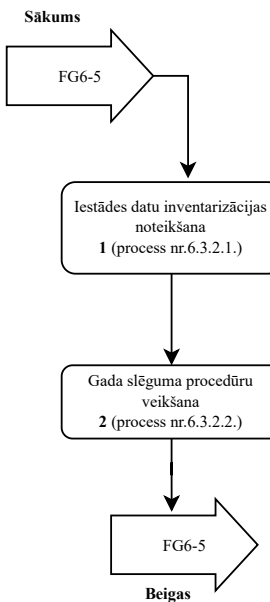 Sākums
FG6-5
Iestādes datu inventarizācijas
noteikšana
1 (process nr.6.3.2.1.)
Gada slēguma procedūru
veikšana
2 (process nr.6.3.2.2.)
FG6-5
Beigas